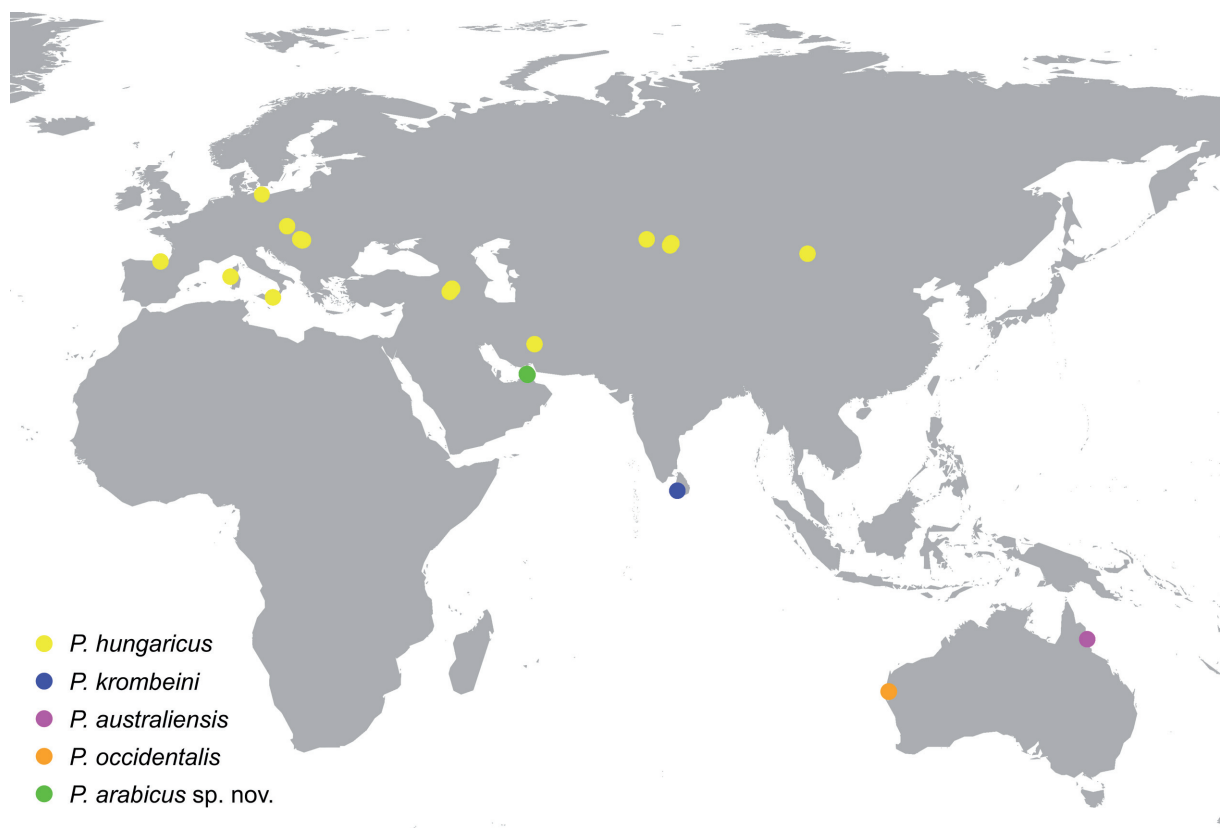 P. hungaricus
P. krombeini
P. australiensis
P. occidentalis
P. arabicus sp. nov.